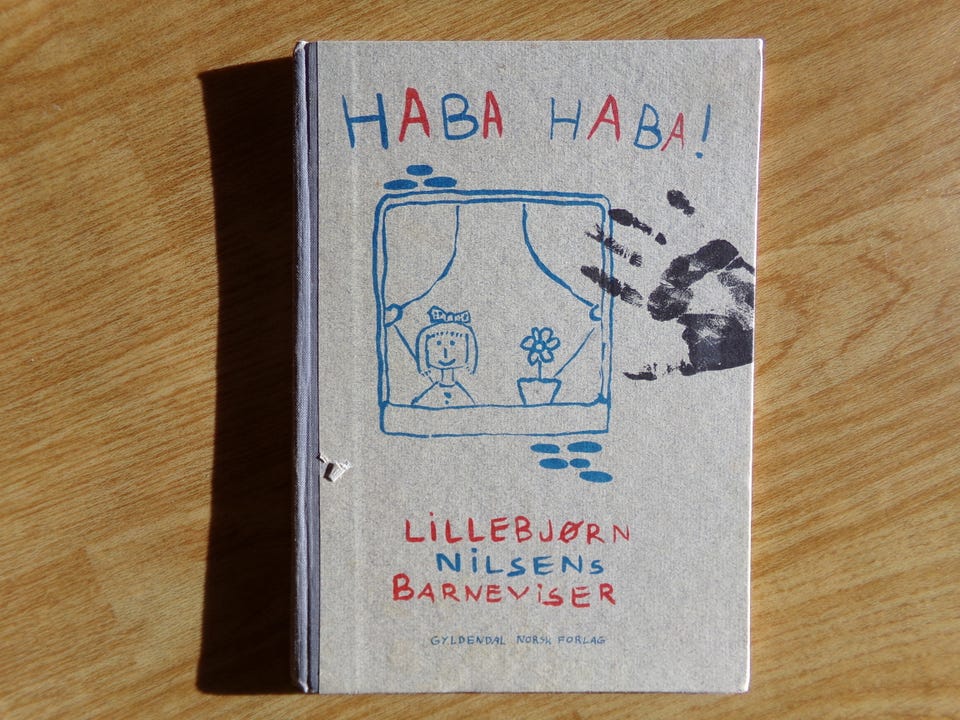 HABA HABA!
LiLLEBJØRN
NiLSENS
BARNEViSER
GYLDENDAL NORSK FORLAG